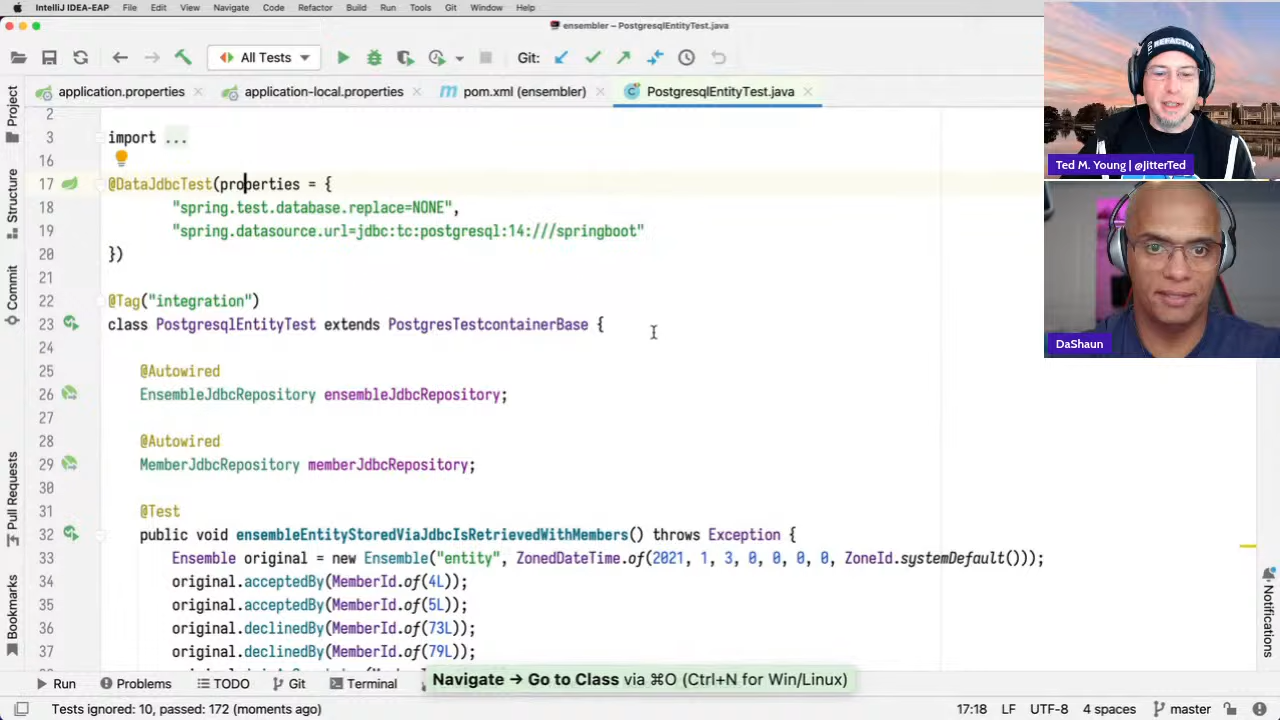 IntelliJ IDEA-EAP File Edit View Navigate Code Refactor Build Run Tools Git Window Help
ensembler – PostgresqlEntityTest.java
All Tests
Git:
application.properties
application-local.properties
pom.xml (ensembler)
PostgresqlEntityTest.java
Project
Structure
Commit
Pull Requests
Bookmarks
2
3 import ...
16
17 @DataJdbcTest(properties = {
18 "spring.test.database.replace=NONE",
19 "spring.datasource.url=jdbc:tc:postgresql:14:///springboot"
20 })
21
22 @Tag("integration")
23 class PostgresqlEntityTest extends PostgresTestcontainerBase {
24
25 @Autowired
26 EnsembleJdbcRepository ensembleJdbcRepository;
27
28 @Autowired
29 MemberJdbcRepository memberJdbcRepository;
30
31 @Test
32 public void ensembleEntityStoredViaJdbcIsRetrievedWithMembers() throws Exception {
33 Ensemble original = new Ensemble("entity", ZonedDateTime.of(2021, 1, 3, 0, 0, 0, 0, ZoneId.systemDefault()));
34 original.acceptedBy(MemberId.of(4L));
35 original.acceptedBy(MemberId.of(5L));
36 original.declinedBy(MemberId.of(73L));
37 original.declinedBy(MemberId.of(79L));
REFACTOR
Ted M. Young | @JitterTed
DaShaun
Notifications
Run
Problems
TODO
Git
Terminal
Navigate → Go to Class via ⌘O (Ctrl+N for Win/Linux)
Tests ignored: 10, passed: 172 (moments ago)
17:18 LF UTF-8 4 spaces master